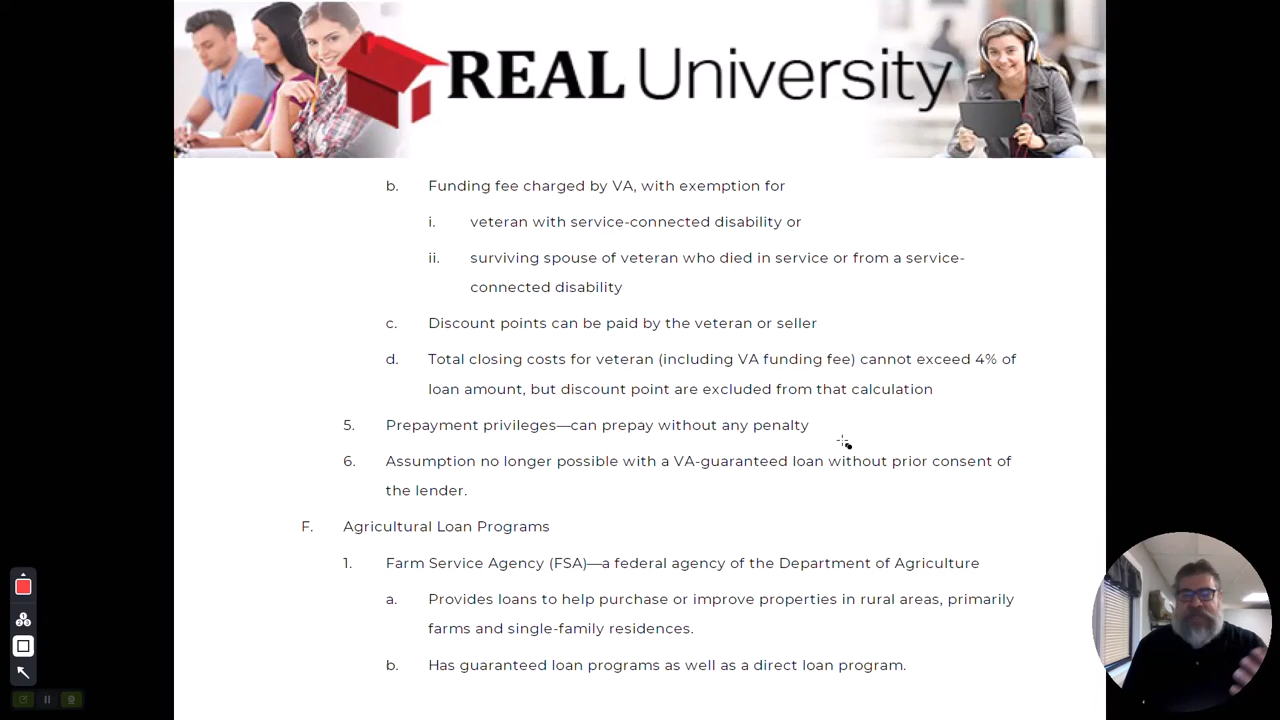 REAL University
b. Funding fee charged by VA, with exemption for
i. veteran with service-connected disability or
ii. surviving spouse of veteran who died in service or from a service-
connected disability
c. Discount points can be paid by the veteran or seller
d. Total closing costs for veteran (including VA funding fee) cannot exceed 4% of
loan amount, but discount point are excluded from that calculation
5. Prepayment privileges—can prepay without any penalty
6. Assumption no longer possible with a VA-guaranteed loan without prior consent of
the lender.
F. Agricultural Loan Programs
1. Farm Service Agency (FSA)—a federal agency of the Department of Agriculture
a. Provides loans to help purchase or improve properties in rural areas, primarily
farms and single-family residences.
b. Has guaranteed loan programs as well as a direct loan program.